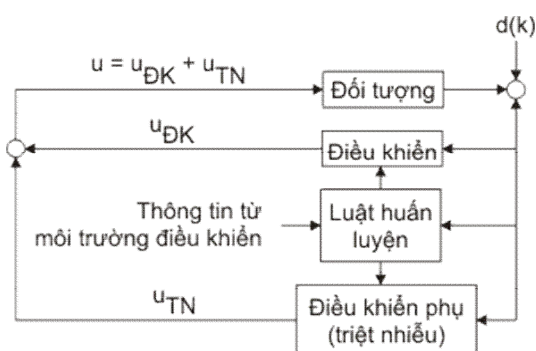 d(k)
u = uĐK + uTN
Đối tượng
uĐK
Điều khiển
Thông tin từ
môi trường điều khiển
Luật huấn
luyện
uTN
Điều khiển phụ
(triệt nhiễu)